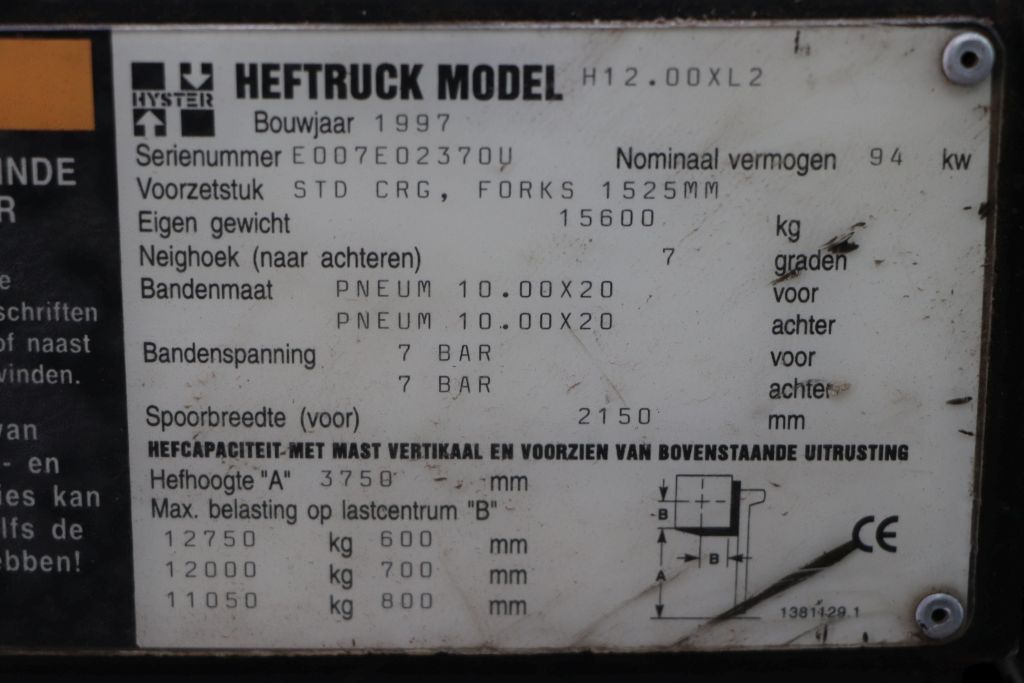 HYSTER
HEFTRUCK MODEL H12.00XL2
Bouwjaar 1997
Serienummer E007E02370U Nominaal vermogen 94 kw
Voorzetstuk STD CRG, FORKS 1525MM
Eigen gewicht 15600 kg
Neighoek (naar achteren) 7 graden
Bandenmaat PNEUM 10.00X20 voor
PNEUM 10.00X20 achter
Bandenspanning 7 BAR voor
7 BAR achter
Spoorbreedte (voor) 2150 mm
HEFCAPACITEIT MET MAST VERTIKAAL EN VOORZIEN VAN BOVENSTAANDE UITRUSTING
Hefhoogte "A" 3750 mm
Max. belasting op lastcentrum "B"
12750 kg 600 mm
12000 kg 700 mm
11050 kg 800 mm
B
B
A
CE
1381129.1
INDE
R
e
schriften
of naast
vinden.
van
- en
ies kan
lfs de
ebben!